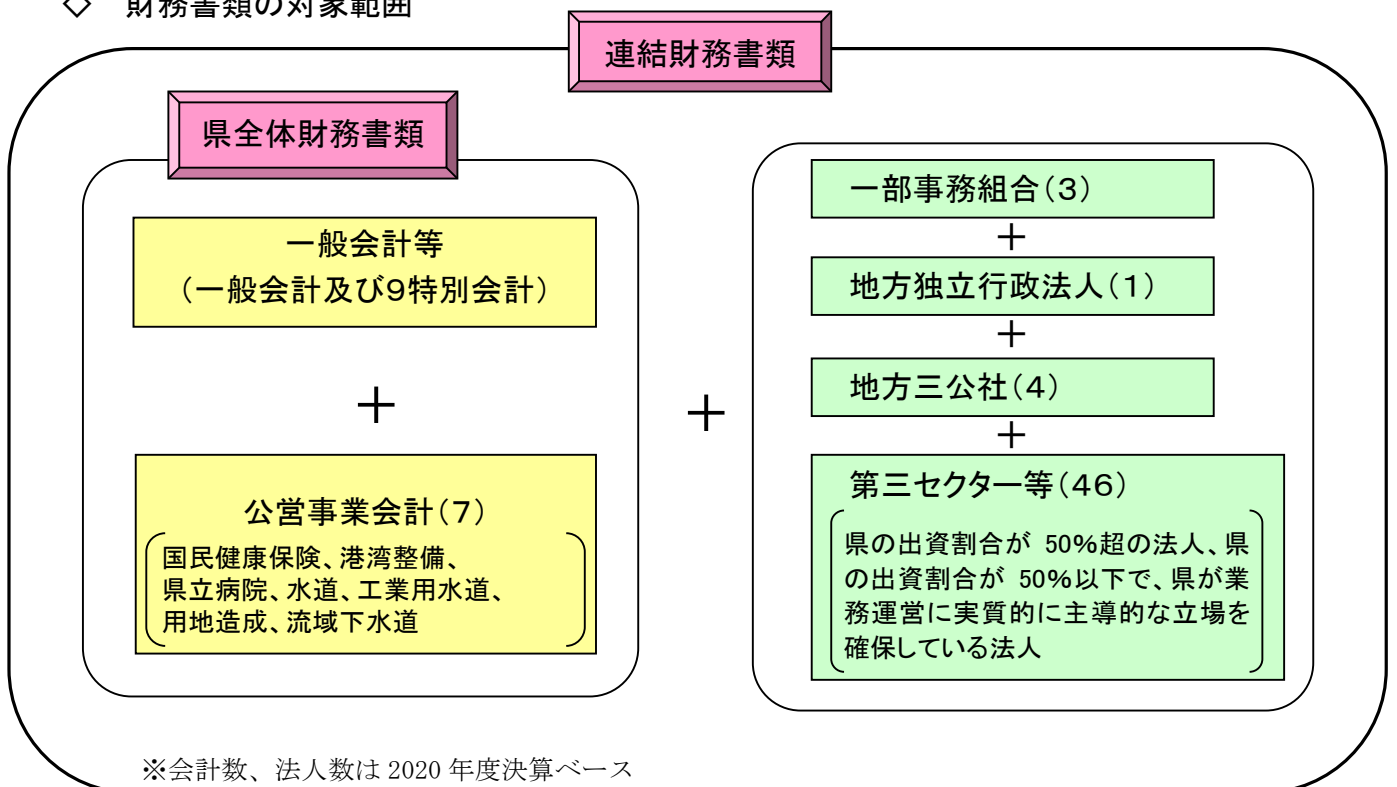 ◇ 財務書類の対象範囲
連結財務書類
県全体財務書類
一般会計等
(一般会計及び9特別会計)
+
公営事業会計(7)
国民健康保険、港湾整備、
県立病院、水道、工業用水道、
用地造成、流域下水道
+
一部事務組合(3)
+
地方独立行政法人(1)
+
地方三公社(4)
+
第三セクター等(46)
県の出資割合が 50%超の法人、県
の出資割合が 50%以下で、県が業
務運営に実質的に主導的な立場を
確保している法人
※会計数、法人数は 2020 年度決算ベース